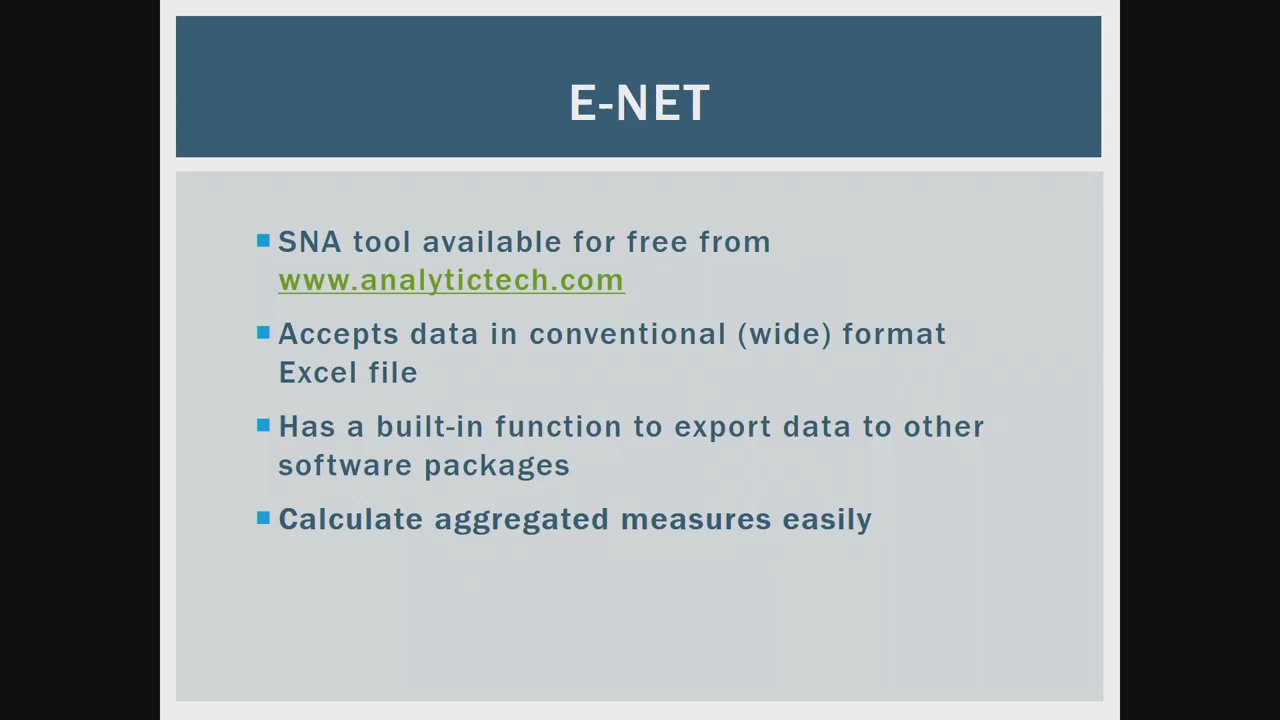 E-NET
SNA tool available for free from
www.analytictech.com
Accepts data in conventional (wide) format
Excel file
Has a built-in function to export data to other
software packages
Calculate aggregated measures easily